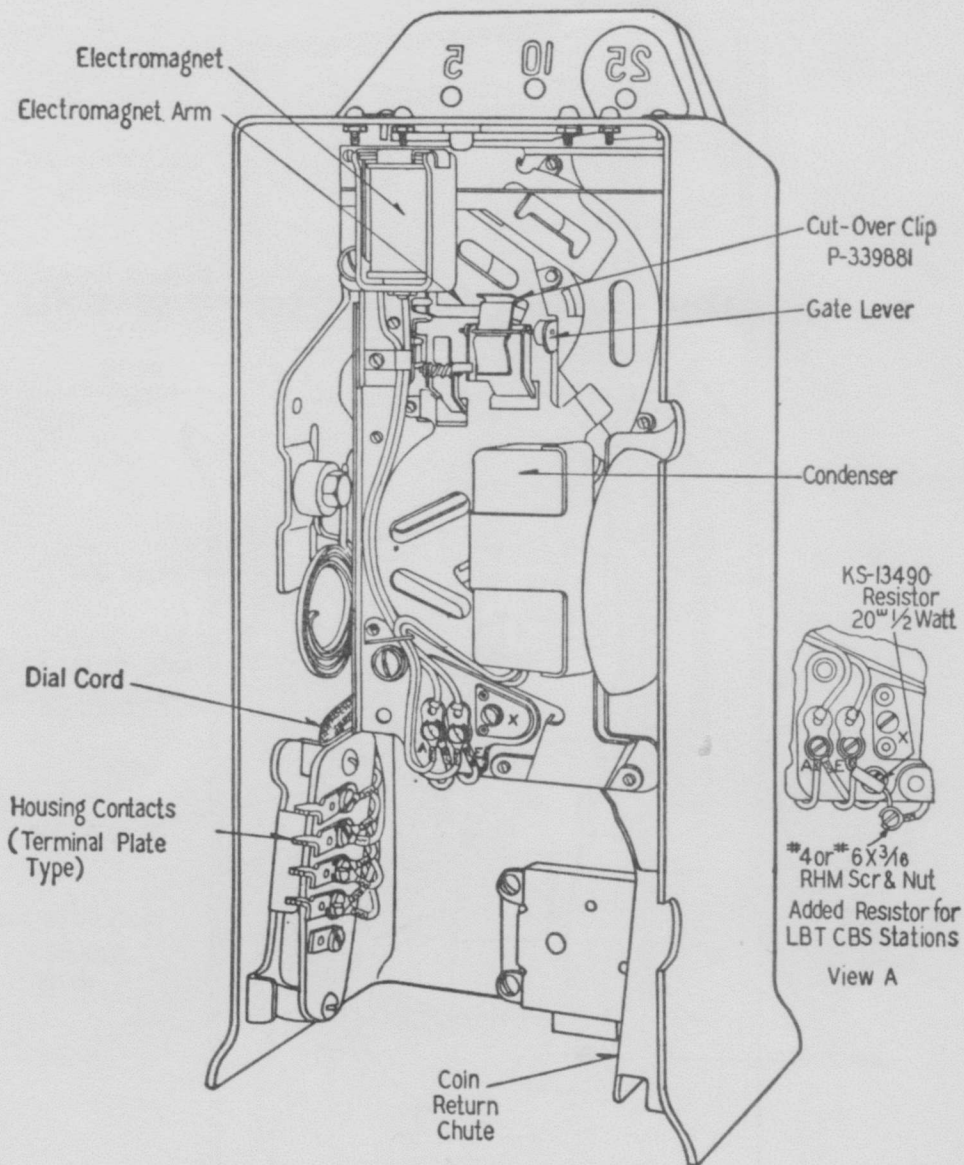 5 10 25
Electromagnet
Electromagnet Arm
Cut-Over Clip
P-339881
Gate Lever
Condenser
KS-13490
Resistor
20ω 1/2 Watt
X
A E
Dial Cord
X
A E
Housing Contacts
(Terminal Plate
Type)
#4 or #6 X 3/16
RHM Scr & Nut
Added Resistor for
LBT CBS Stations
View A
Coin
Return
Chute